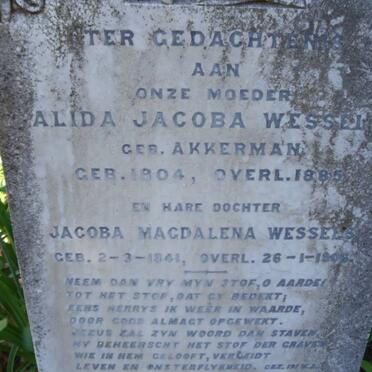 TER GEDACHTENIS
AAN
ONZE MOEDER
ALIDA JACOBA WESSEL
GEB. AKKERMAN.
GEB. 1804, OVERL. 1885
EN HARE DOCHTER
JACOBA MAGDALENA WESSELS
GEB. 2-3-1841, OVERL. 26-1-19
NEEM DAN VRY MYN STOF, O AARDE!
TOT HET STOF, DAT GY BEDEKT;
EENS HERRYS IK WEER IN WAARDE,
DOOR GODS ALMAGT OPGEWEKT.
JEZUS ZAL ZYN WOORD DAN STAVEN,
HY BEHEERSCHT HET STOF DER GRAVEN
WIE IN HEM GELOOFT, VERBEIDT
LEVEN EN ONSTERFLYKHEID.